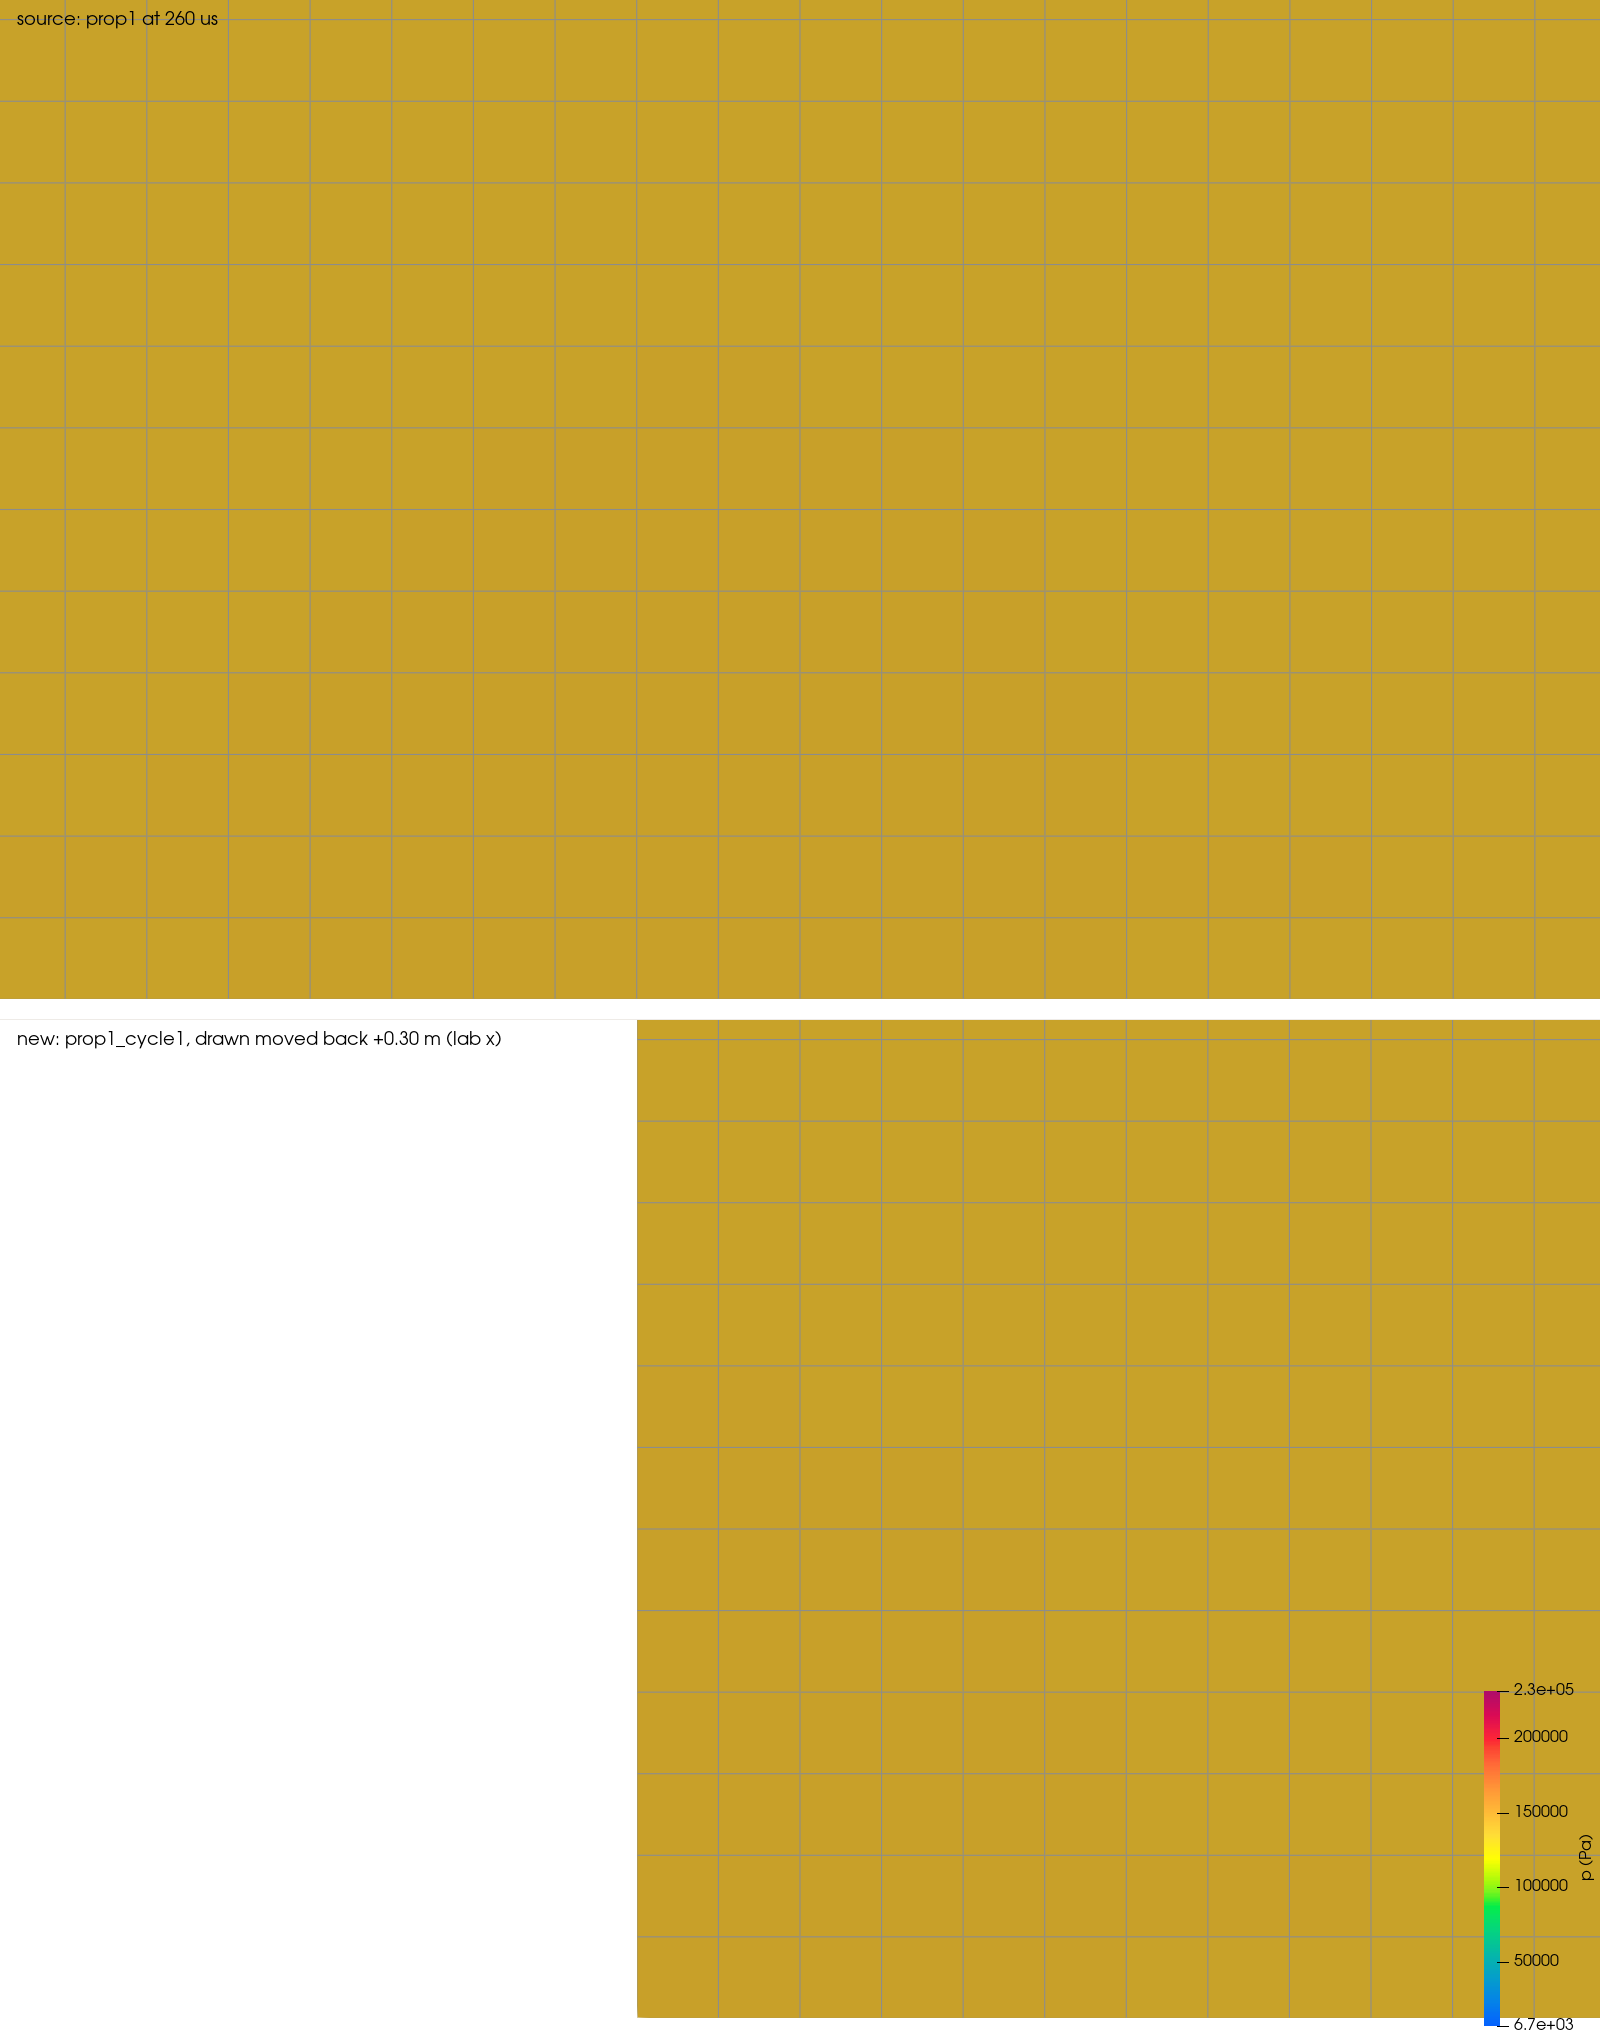 source: prop1 at 260 us
new: prop1_cycle1, drawn moved back +0.30 m (lab x)
2.3e+05
200000
150000
p (Pa)
100000
50000
6.7e+03